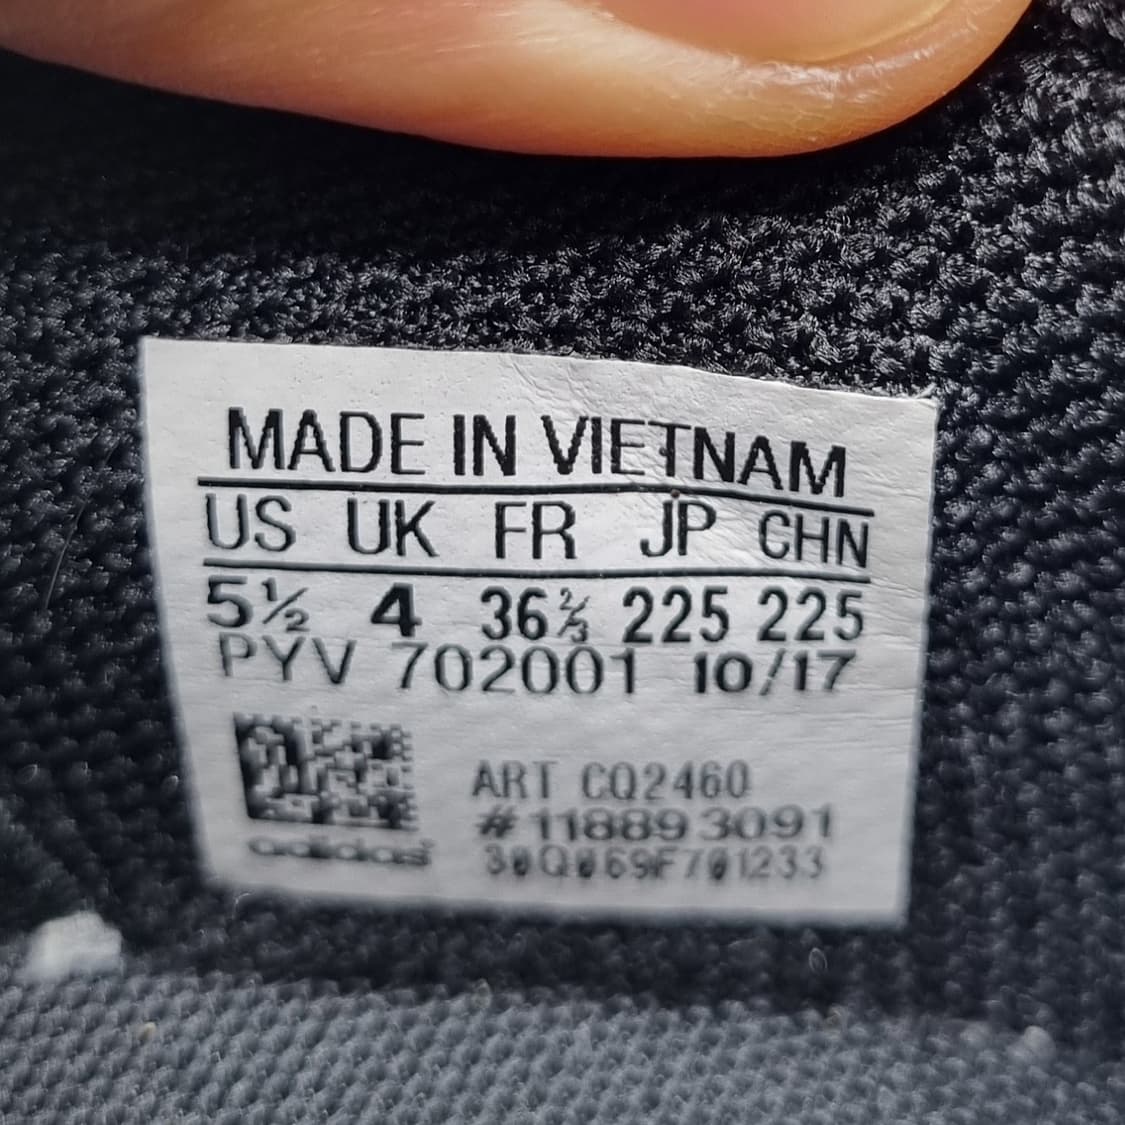 MADE IN VIETNAM
US UK FR JP CHN
5½ 4 36⅔ 225 225
PYV 702001 10/17
ART CQ2460
#118893091
adidas
30Q069F701233